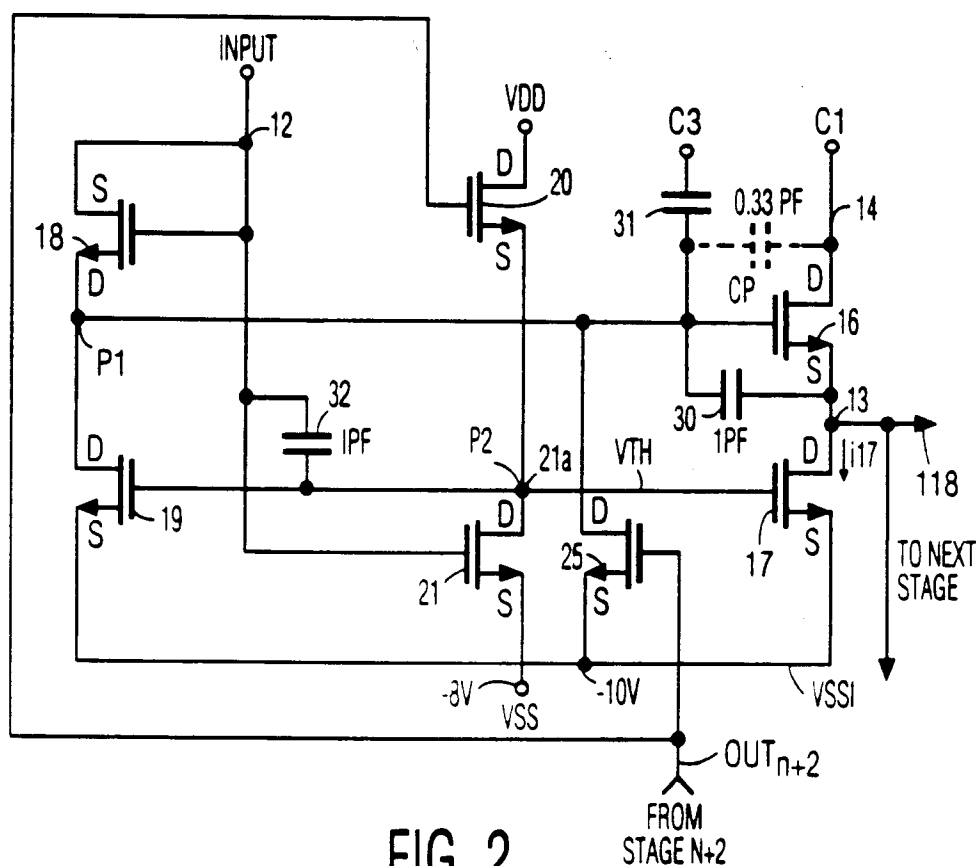 INPUT
12
VDD
C3
C1
D
20
S
31
0.33 PF
14
CP
D
16
S
S
18
D
P1
32
1PF
30
1PF
13
D
i17
118
P2
21a
VTH
D
19
S
D
21
S
D
25
S
17
S
TO NEXT
STAGE
-8V
VSS
-10V
VSSI
OUTn+2
FROM
STAGE N+2
FIG. 2